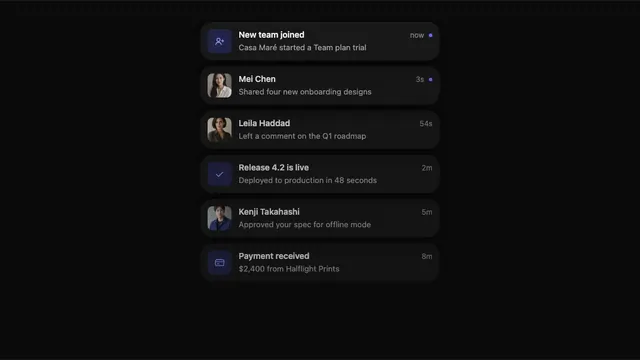 New team joined
now
Casa Maré started a Team plan trial
Mei Chen
3s
Shared four new onboarding designs
Leila Haddad
54s
Left a comment on the Q1 roadmap
Release 4.2 is live
2m
Deployed to production in 48 seconds
Kenji Takahashi
5m
Approved your spec for offline mode
Payment received
8m
$2,400 from Halflight Prints